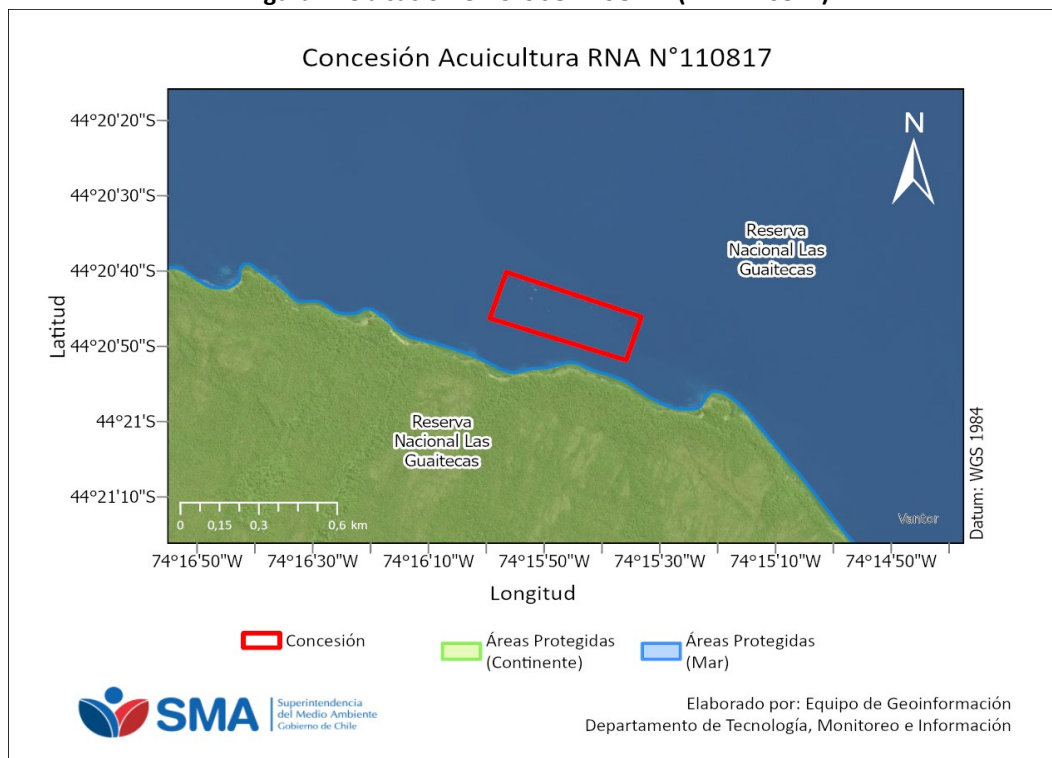 Concesión Acuicultura RNA N°110817
44°20'20"S
44°20'30"S
44°20'40"S
44°20'50"S
44°21'S
44°21'10"S
Latitud
N
Reserva
Nacional Las
Guaitecas
Reserva
Nacional Las
Guaitecas
0 0,15 0,3 0,6 km
Vantor
Datum: WGS 1984
74°16'50"W 74°16'30"W 74°16'10"W 74°15'50"W 74°15'30"W 74°15'10"W 74°14'50"W
Longitud
Concesión
Áreas Protegidas
(Continente)
Áreas Protegidas
(Mar)
SMA
Superintendencia
del Medio Ambiente
Gobierno de Chile
Elaborado por: Equipo de Geoinformación
Departamento de Tecnología, Monitoreo e Información